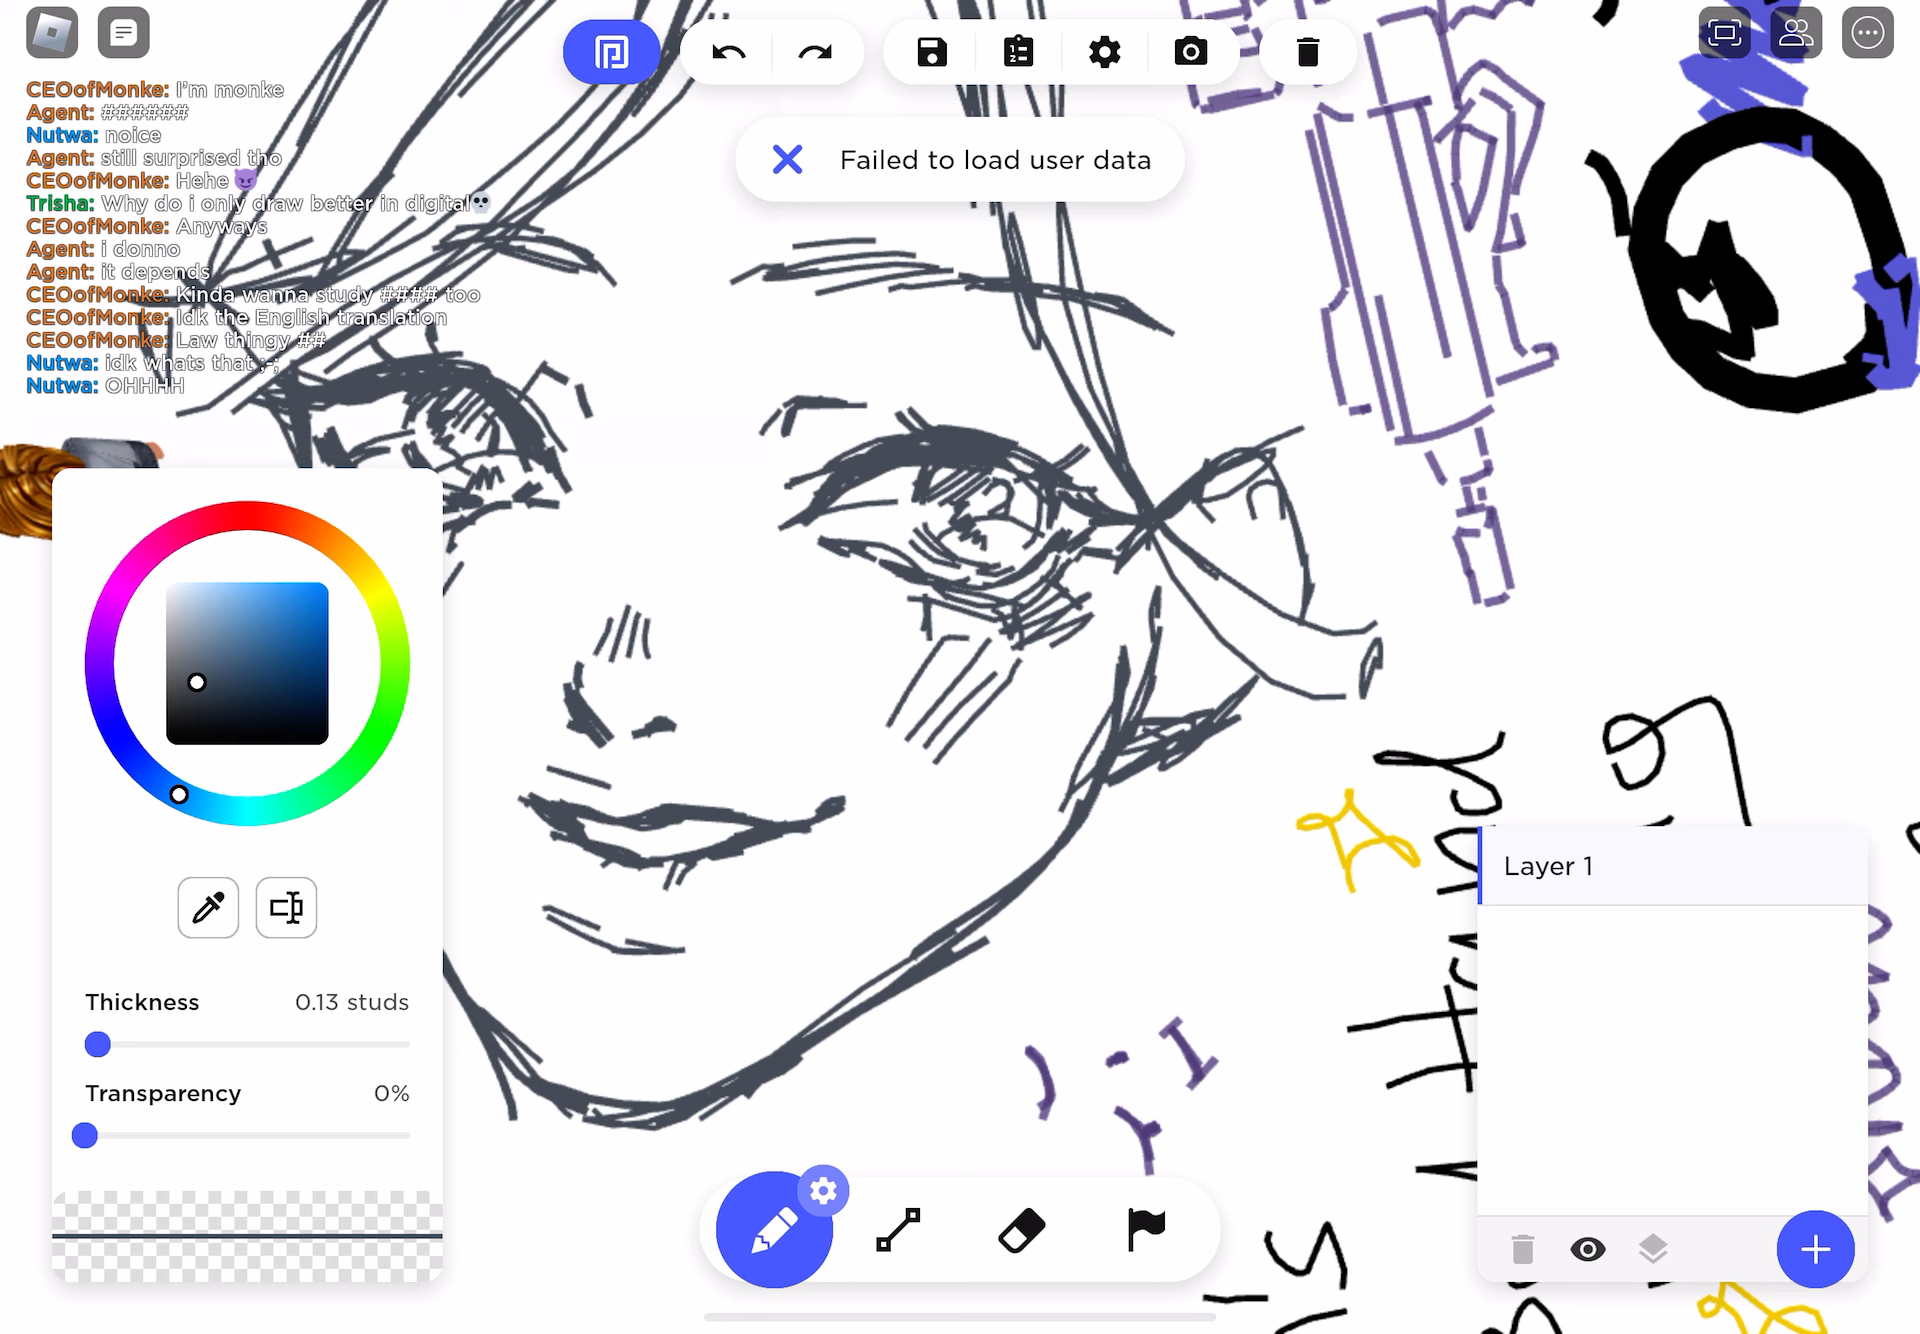 CEOofMonke: I'm monke
Agent: ######
Nutwa: noice
Agent: still surprised tho
CEOofMonke: Hehe 😈
Trisha: Why do i only draw better in digital💀
CEOofMonke: Anyways
Agent: i donno
Agent: it depends
CEOofMonke: Kinda wanna study #### too
CEOofMonke: Idk the English translation
CEOofMonke: Law thingy ##
Nutwa: idk whats that ;-;
Nutwa: OHHHH
Failed to load user data
Thickness 0.13 studs
Transparency 0%
Layer 1